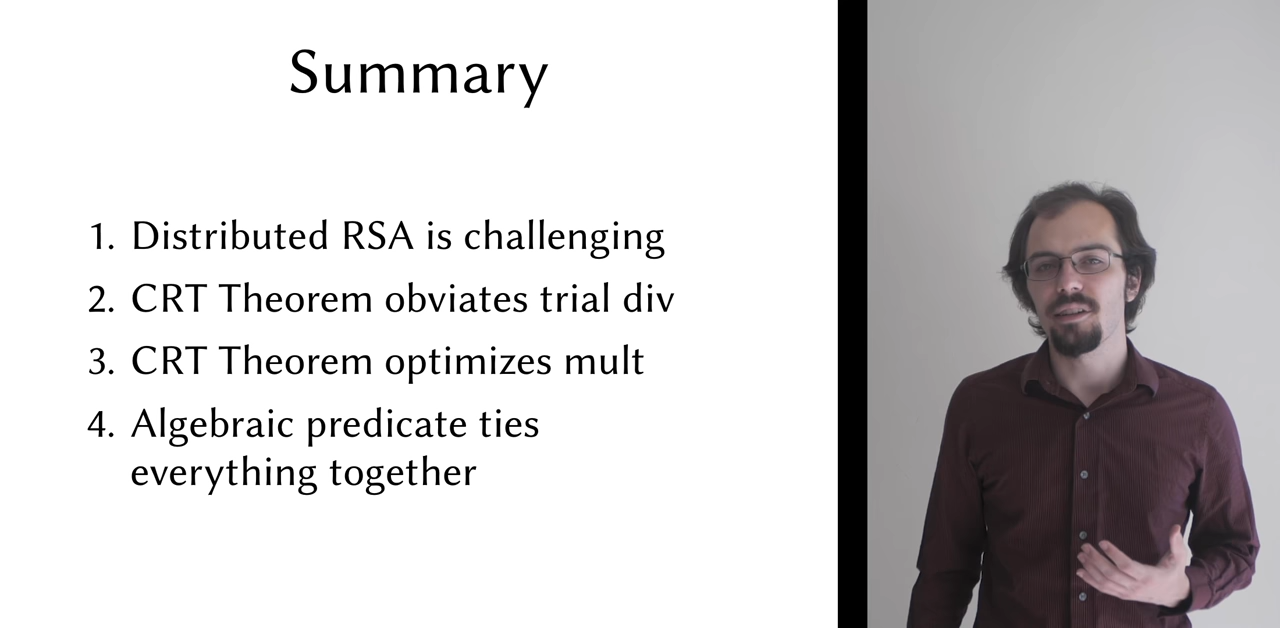 Summary
1. Distributed RSA is challenging
2. CRT Theorem obviates trial div
3. CRT Theorem optimizes mult
4. Algebraic predicate ties
everything together